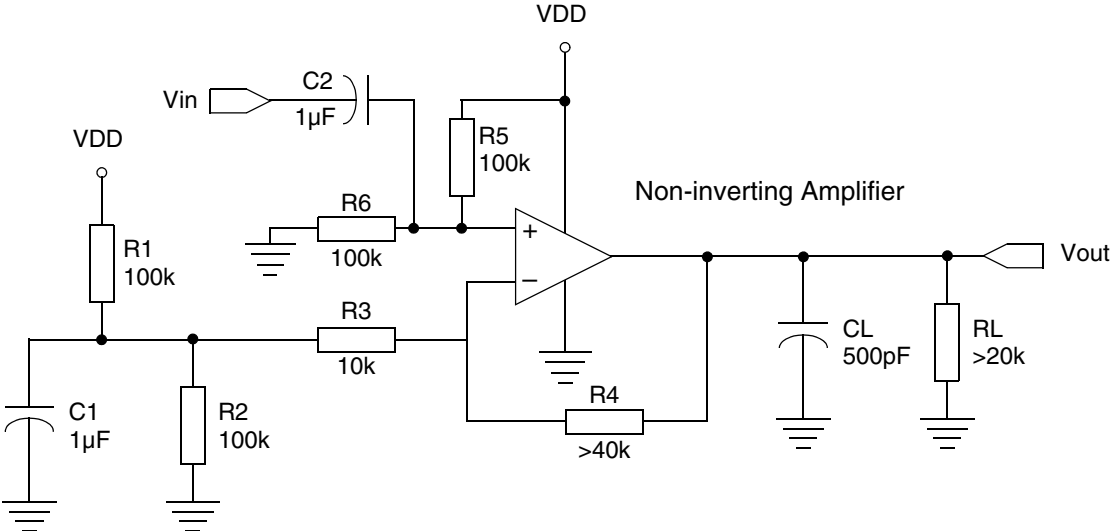 VDD
C2
Vin
1µF
VDD
R5
100k
Non-inverting Amplifier
R6
+
100k
R1
100k
Vout
−
R3
10k
CL
500pF
RL
>20k
R4
>40k
C1
1µF
R2
100k